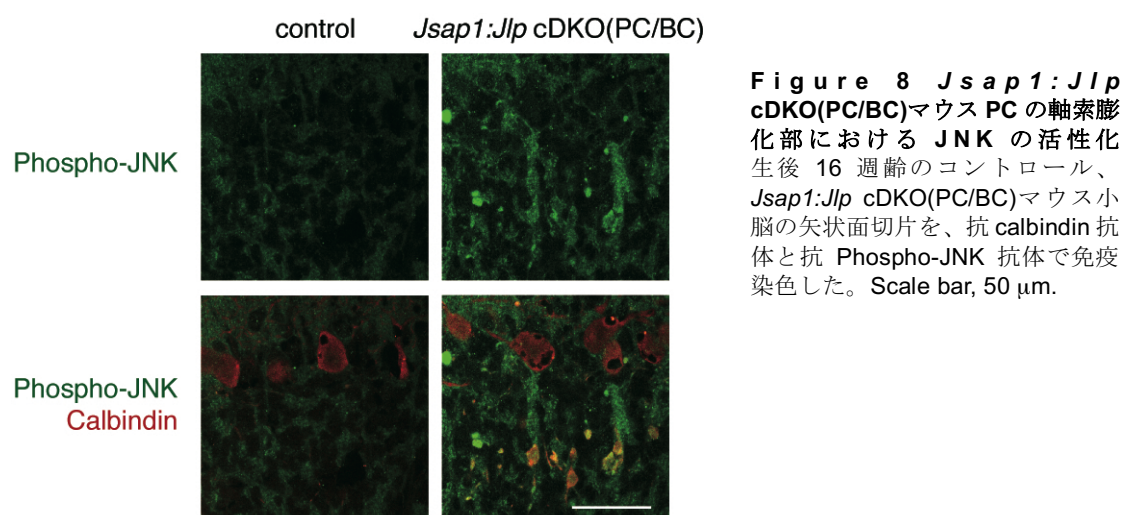 control
Jsap1:Jlp cDKO(PC/BC)
Phospho-JNK
Phospho-JNK
Calbindin
Figure 8 Jsap1:Jlp
cDKO(PC/BC)マウス PC の軸索膨
化部における JNK の活性化
生後 16 週齢のコントロール、
Jsap1:Jlp cDKO(PC/BC)マウス小
脳の矢状面切片を、抗 calbindin 抗
体と抗 Phospho-JNK 抗体で免疫
染色した。Scale bar, 50 μm.